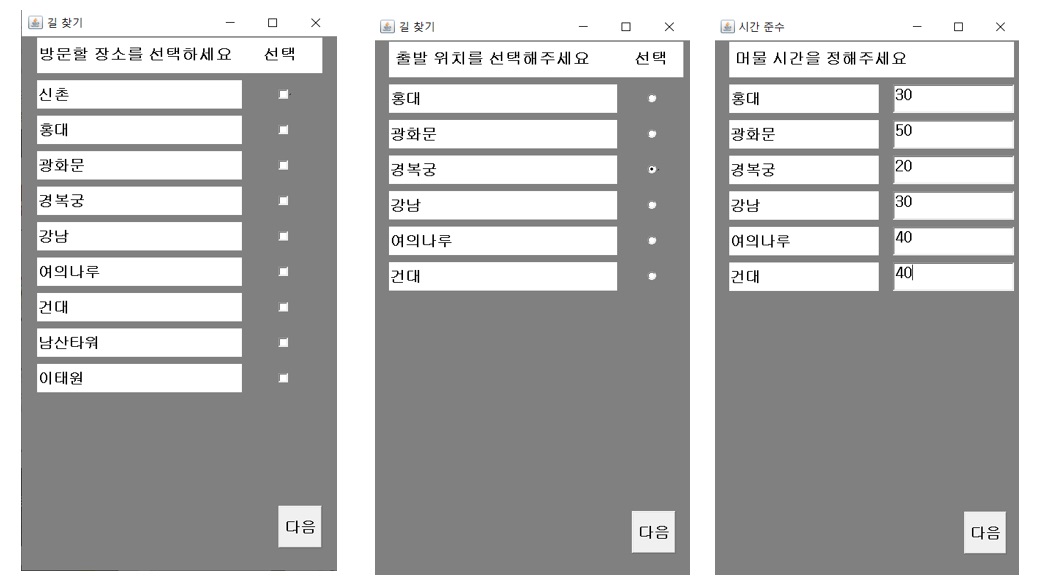 길 찾기
방문할 장소를 선택하세요 선택
신촌
홍대
광화문
경복궁
강남
여의나루
건대
남산타워
이태원
다음
길 찾기
출발 위치를 선택해주세요 선택
홍대
광화문
경복궁
강남
여의나루
건대
다음
시간 준수
머물 시간을 정해주세요
홍대 30
광화문 50
경복궁 20
강남 30
여의나루 40
건대 40
다음